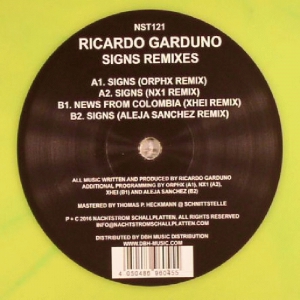 NST121
RICARDO GARDUNO
SIGNS REMIXES
A1. SIGNS (ORPHX REMIX)
A2. SIGNS (NX1 REMIX)
B1. NEWS FROM COLOMBIA (XHEI REMIX)
B2. SIGNS (ALEJA SANCHEZ REMIX)
ALL MUSIC WRITTEN AND PRODUCED BY RICARDO GARDUNO
ADDITIONAL PROGRAMMING BY ORPHX (A1), NX1 (A2),
XHEI (B1) AND ALEJA SANCHEZ (B2)
MASTERED BY THOMAS P. HECKMANN @ SCHNITTSTELLE
P + C 2016 NACHTSTROM SCHALLPLATTEN, ALL RIGHTS RESERVED
INFO@NACHTSTROMSCHALLPLATTEN.COM
DISTRIBUTED BY DBH MUSIC DISTRIBUTION
WWW.DBH-MUSIC.COM